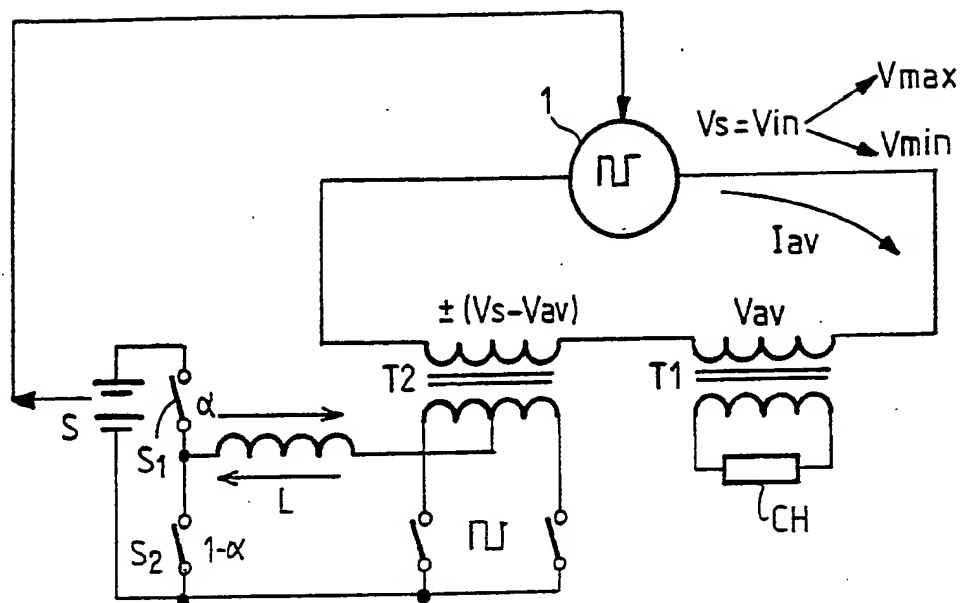 1
Vs=Vin
Vmax
Vmin
Iav
±(Vs-Vav)
Vav
T2
T1
S
S1
α
L
S2
1-α
CH